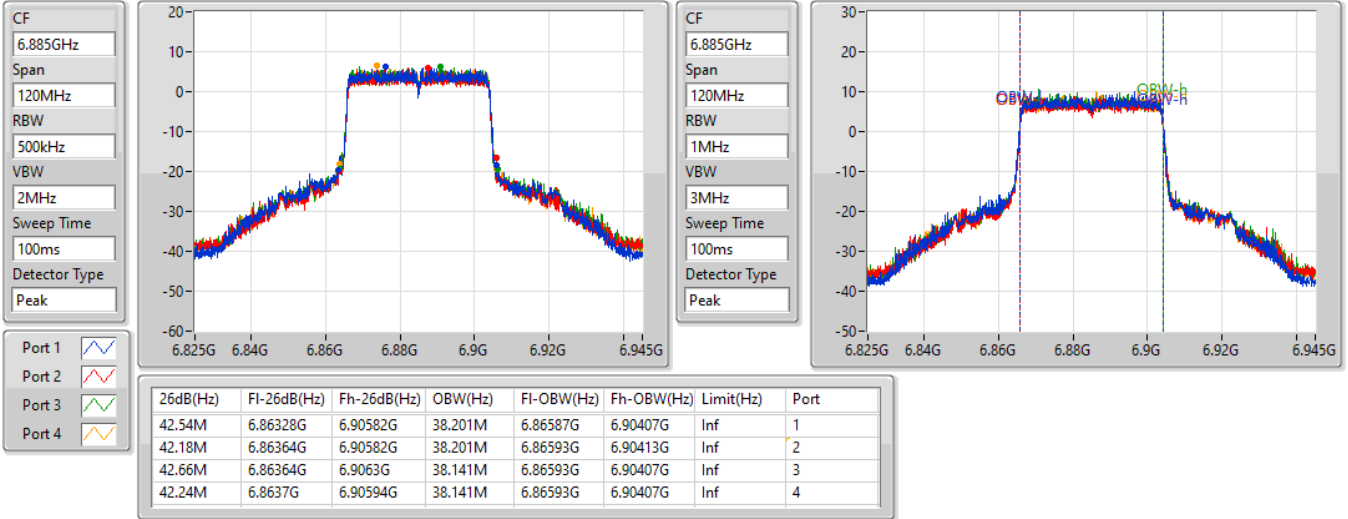 CF
6.885GHz
Span
120MHz
RBW
500kHz
VBW
2MHz
Sweep Time
100ms
Detector Type
Peak
20
10
0
-10
-20
-30
-40
-50
-60
6.825G 6.84G 6.86G 6.88G 6.9G 6.92G 6.945G
CF
6.885GHz
Span
120MHz
RBW
1MHz
VBW
3MHz
Sweep Time
100ms
Detector Type
Peak
30
20
10
0
-10
-20
-30
-40
-50
OBW-h
OBW-h
6.825G 6.84G 6.86G 6.88G 6.9G 6.92G 6.945G
Port 1
Port 2
Port 3
Port 4
26dB(Hz) Fl-26dB(Hz) Fh-26dB(Hz) OBW(Hz) Fl-OBW(Hz) Fh-OBW(Hz) Limit(Hz) Port
42.54M 6.86328G 6.90582G 38.201M 6.86587G 6.90407G Inf 1
42.18M 6.86364G 6.90582G 38.201M 6.86593G 6.90413G Inf 2
42.66M 6.86364G 6.9063G 38.141M 6.86593G 6.90407G Inf 3
42.24M 6.8637G 6.90594G 38.141M 6.86593G 6.90407G Inf 4